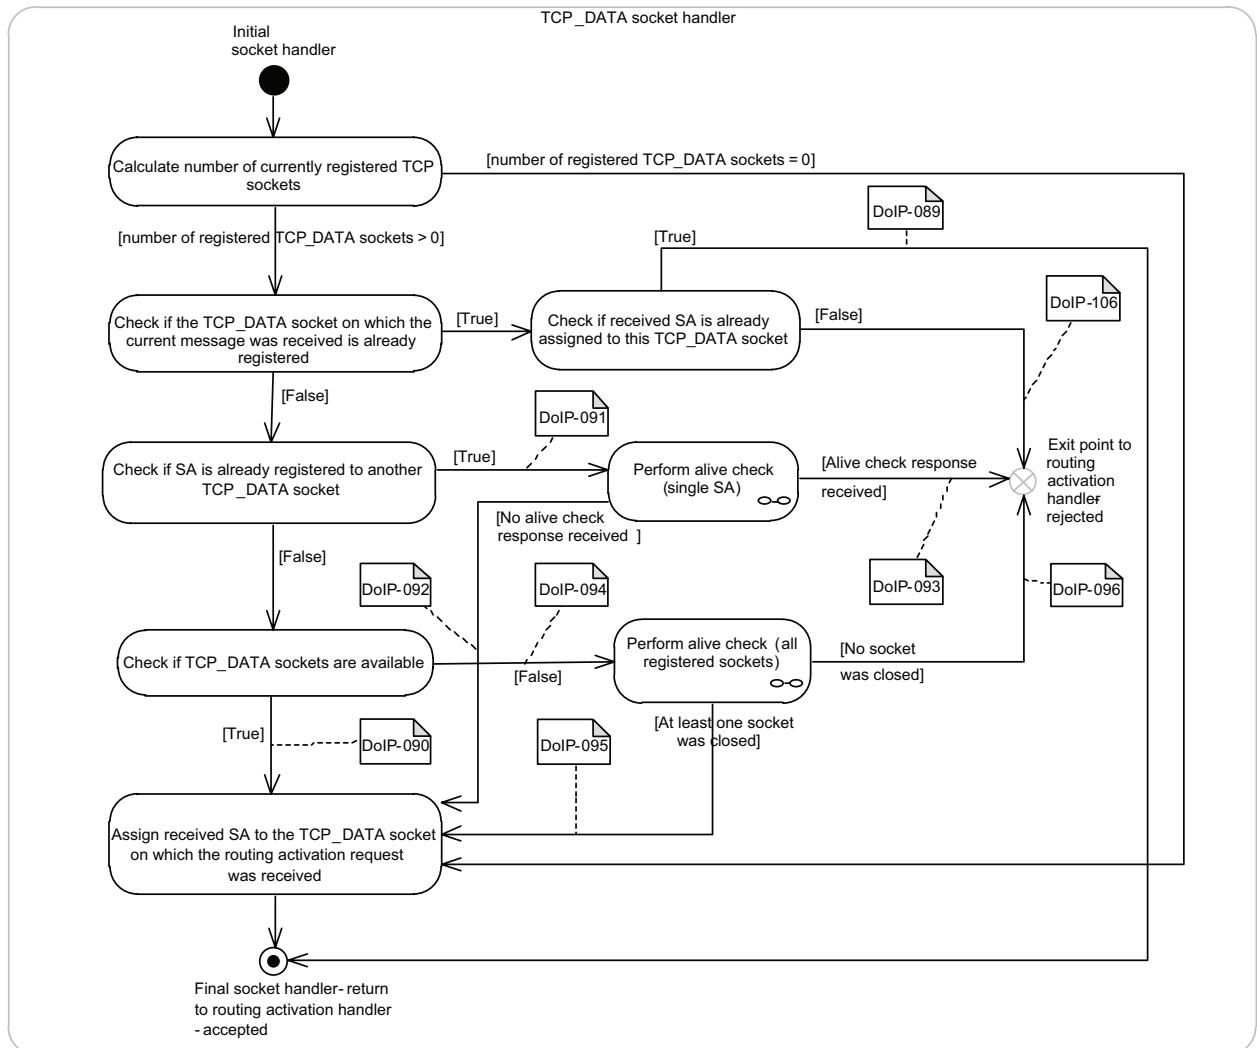 TCP_DATA socket handler
Initial
socket handler
Calculate number of currently registered TCP
sockets
[number of registered TCP_DATA sockets = 0]
[number of registered TCP_DATA sockets > 0]
DoIP-089
[True]
DoIP-106
Check if the TCP_DATA socket on which the
current message was received is already
registered
[True]
Check if received SA is already
assigned to this TCP_DATA socket
[False]
[False]
DoIP-091
Check if SA is already registered to another
TCP_DATA socket
[True]
Perform alive check
(single SA)
[Alive check response
received]
Exit point to
routing
activation
handler-
rejected
[No alive check
response received ]
[False]
DoIP-092
DoIP-094
DoIP-093
DoIP-096
Check if TCP_DATA sockets are available
[False]
Perform alive check (all
registered sockets)
[No socket
was closed]
[True]
DoIP-090
DoIP-095
[At least one socket
was closed]
Assign received SA to the TCP_DATA socket
on which the routing activation request
was received
Final socket handler- return
to routing activation handler
- accepted